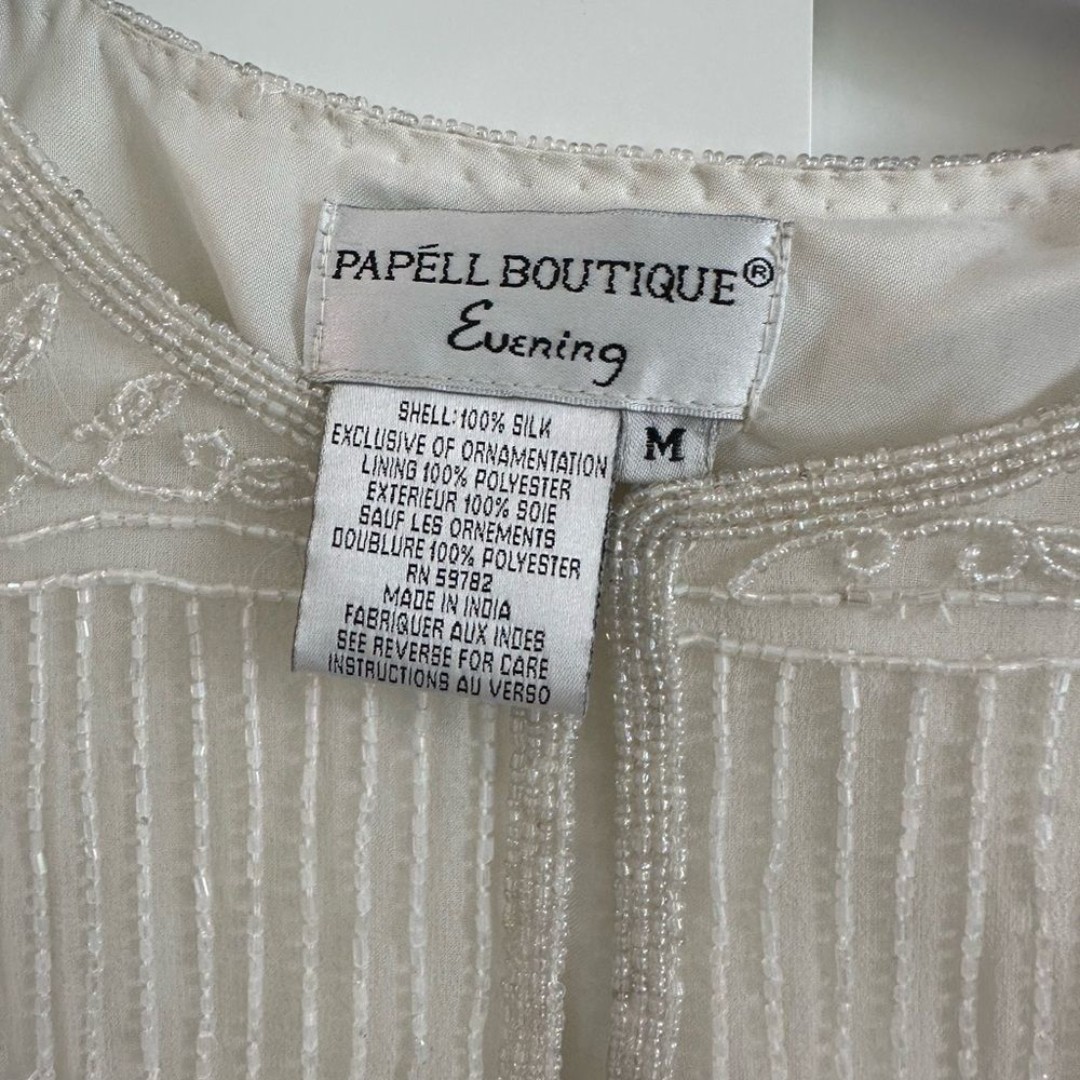 PAPÉLL BOUTIQUE®
Evening
M
SHELL: 100% SILK
EXCLUSIVE OF ORNAMENTATION
LINING 100% POLYESTER
EXTERIEUR 100% SOIE
SAUF LES ORNEMENTS
DOUBLURE 100% POLYESTER
RN 59782
MADE IN INDIA
FABRIQUER AUX INDES
SEE REVERSE FOR CARE
INSTRUCTIONS AU VERSO